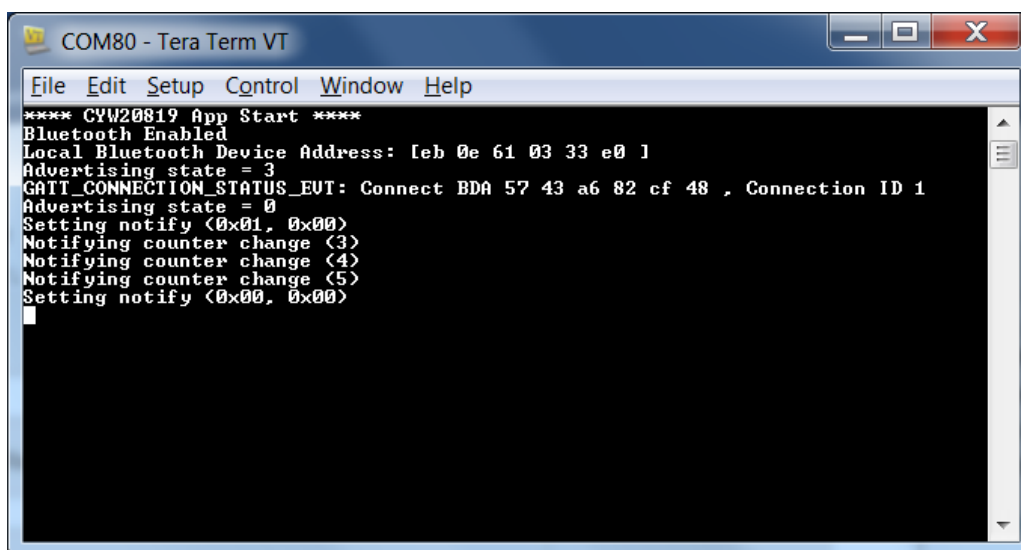 COM80 - Tera Term VT
File Edit Setup Control Window Help
**** CYW20819 App Start ****
Bluetooth Enabled
Local Bluetooth Device Address: [eb 0e 61 03 33 e0 ]
Advertising state = 3
GATT_CONNECTION_STATUS_EVT: Connect BDA 57 43 a6 82 cf 48 , Connection ID 1
Advertising state = 0
Setting notify (0x01, 0x00)
Notifying counter change (3)
Notifying counter change (4)
Notifying counter change (5)
Setting notify (0x00, 0x00)